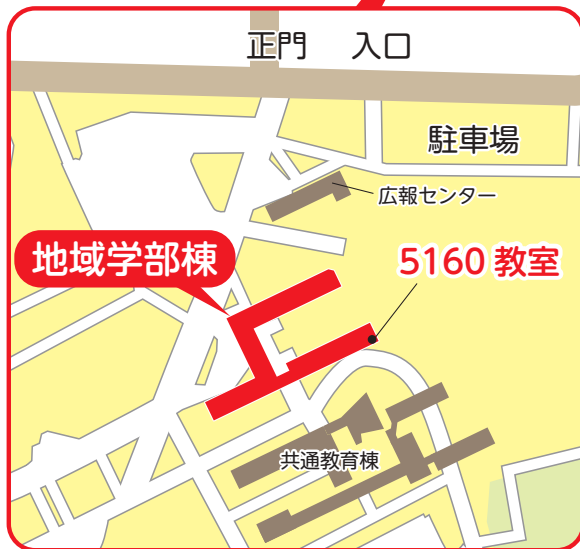 正門 入口
駐車場
広報センター
地域学部棟
5160 教室
共通教育棟